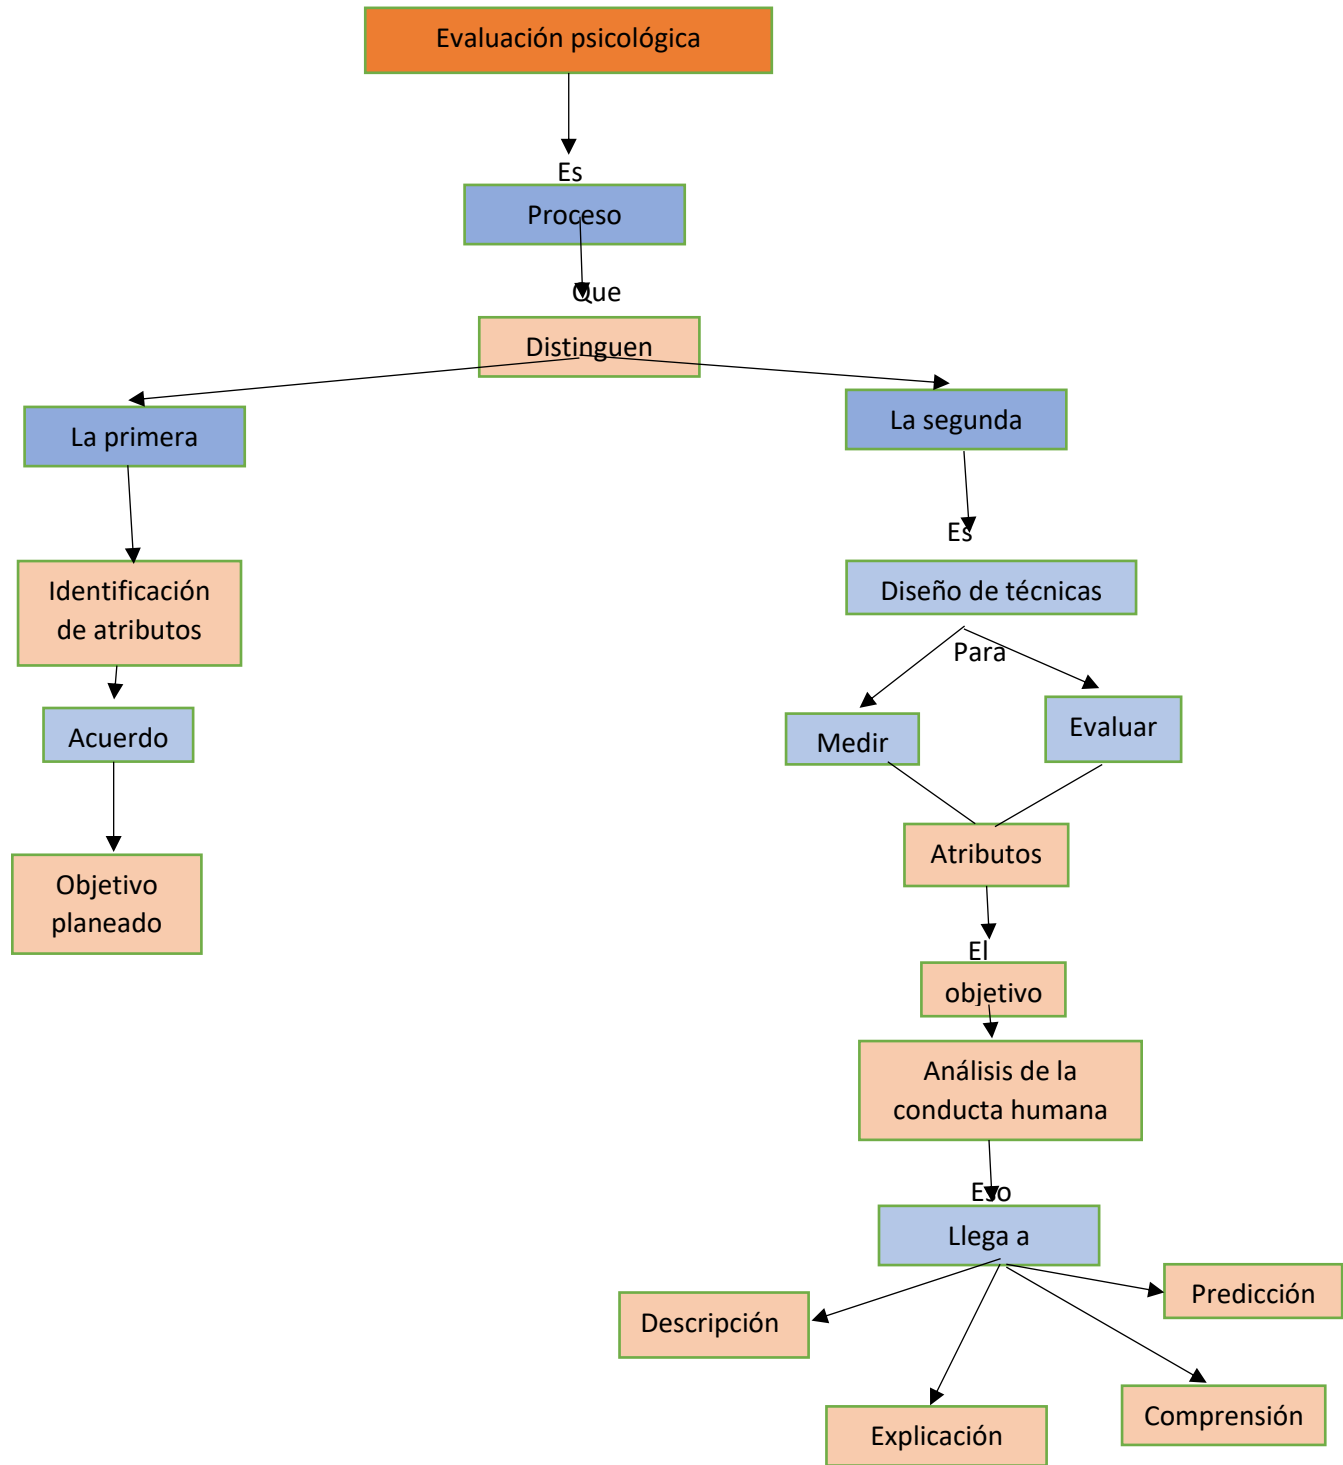 Evaluación psicológica
Es
Proceso
Que
Distinguen
La primera
La segunda
Es
Identificación
de atributos
Diseño de técnicas
Para
Acuerdo
Medir
Evaluar
Objetivo
planeado
Atributos
El
objetivo
Análisis de la
conducta humana
Eso
Llega a
Descripción
Predicción
Explicación
Comprensión